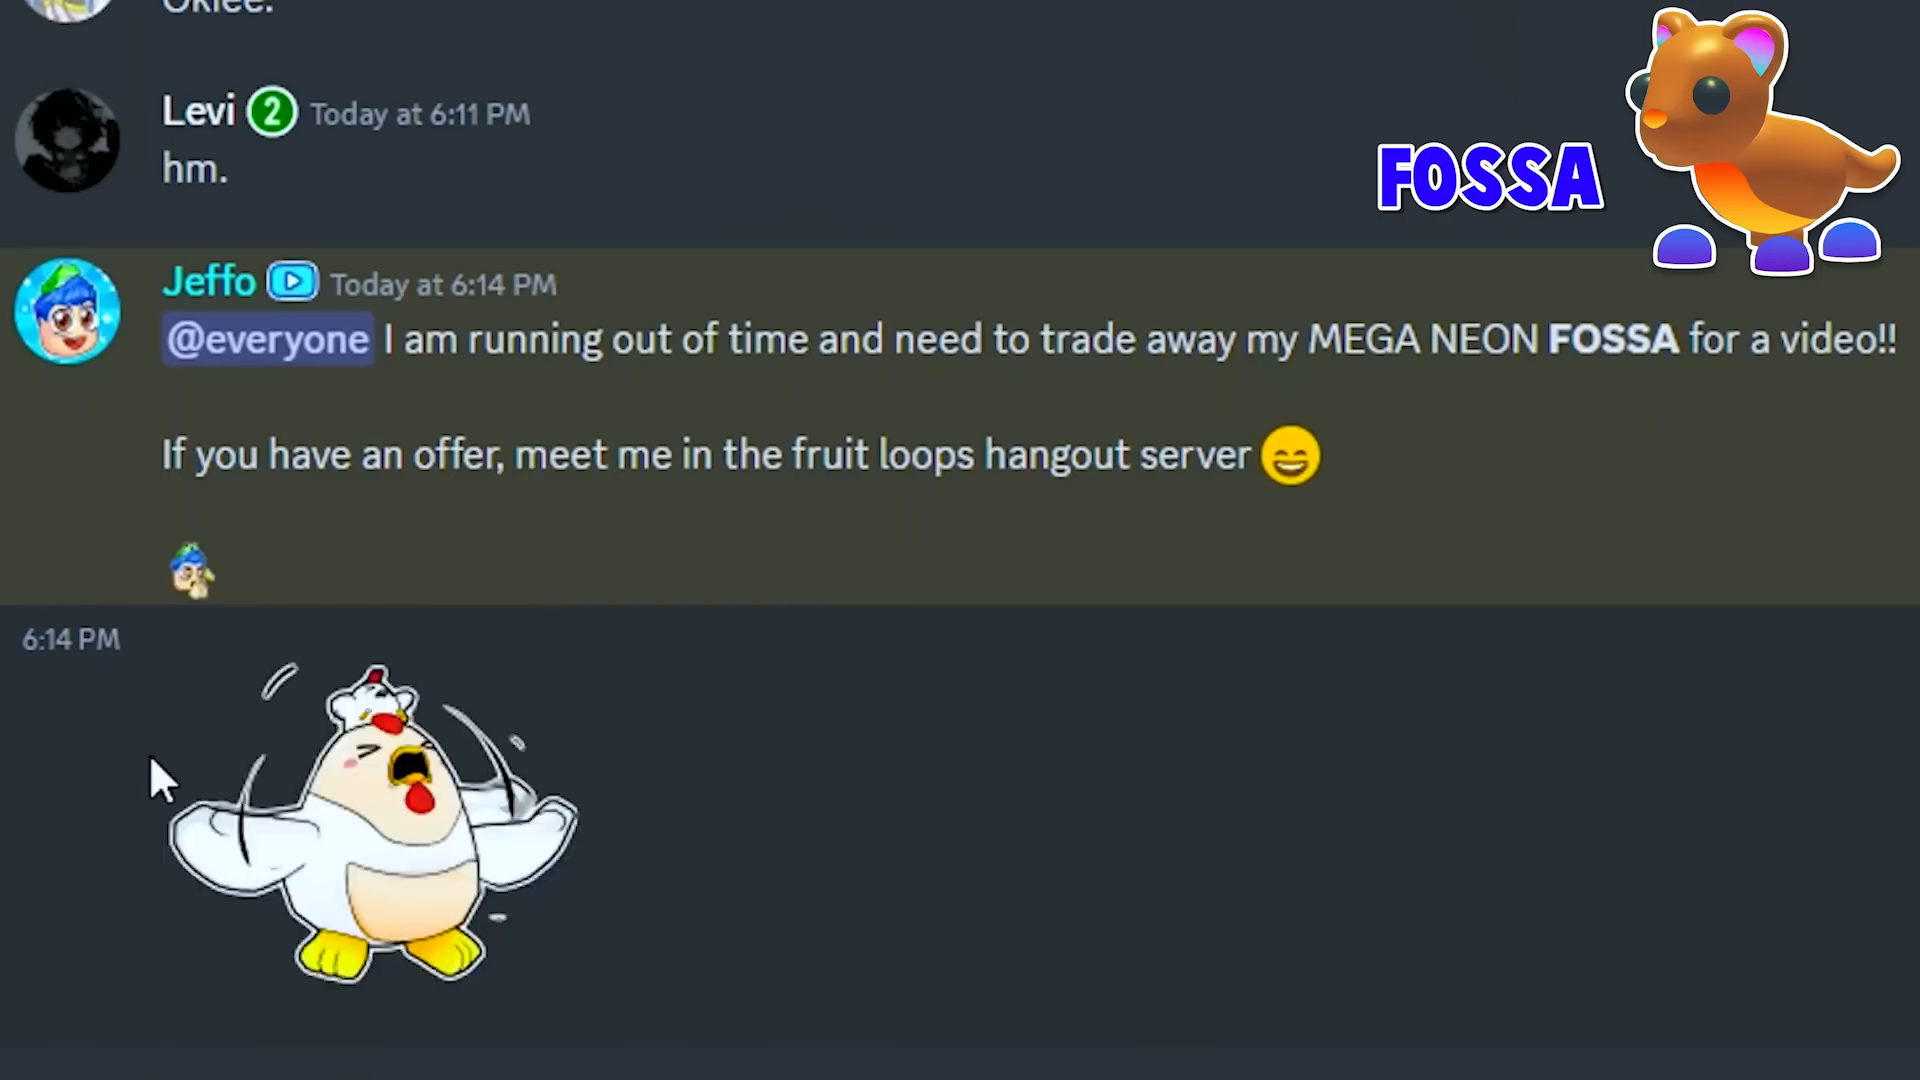 Okiee.
Levi 2 Today at 6:11 PM
hm.
FOSSA
Jeffo Today at 6:14 PM
@everyone I am running out of time and need to trade away my MEGA NEON FOSSA for a video!!
If you have an offer, meet me in the fruit loops hangout server
6:14 PM